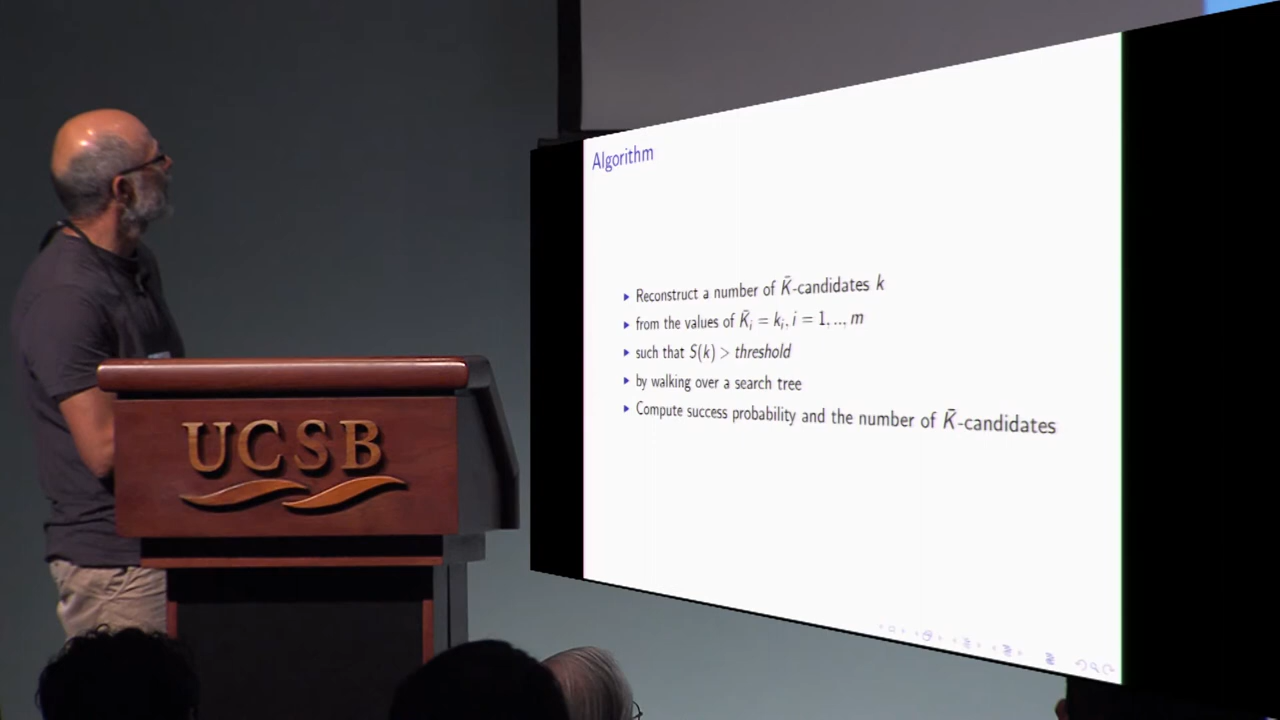 Algorithm
Reconstruct a number of K̄-candidates k
from the values of K̄ᵢ = kᵢ, i = 1, .., m
such that S(k) > threshold
by walking over a search tree
Compute success probability and the number of K̄-candidates
UCSB